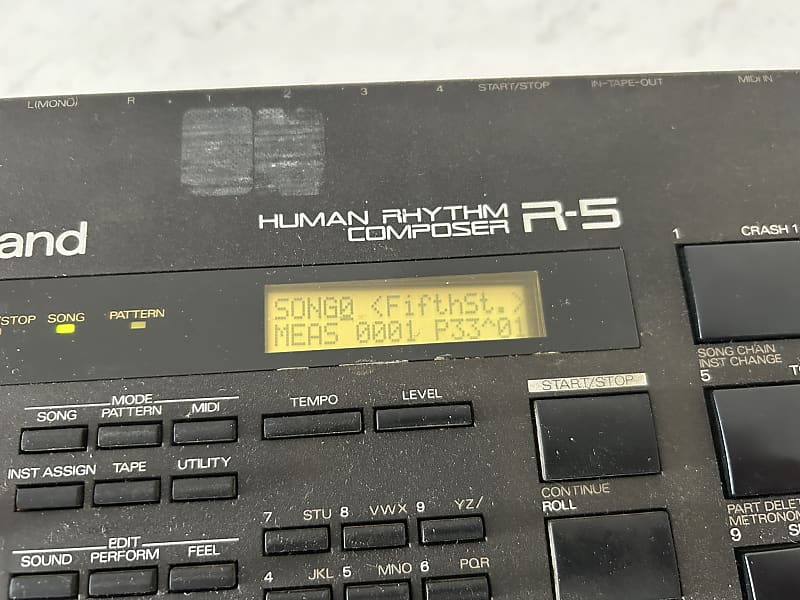 L(MONO) R 1 2 3 4 START/STOP IN-TAPE-OUT MIDI IN
HUMAN RHYTHM
COMPOSER R-5
and
1 CRASH 1
/STOP SONG PATTERN
SONG0 <FifthSt.>
MEAS 0001 P33^01
SONG CHAIN
INST CHANGE
5
MODE
SONG PATTERN MIDI
TEMPO LEVEL
START/STOP
INST ASSIGN TAPE UTILITY
CONTINUE
ROLL
7 STU 8 VWX 9 YZ/
PART DELET
METRONOM
9
EDIT
SOUND PERFORM FEEL
4 JKL 5 MNO 6 PQR